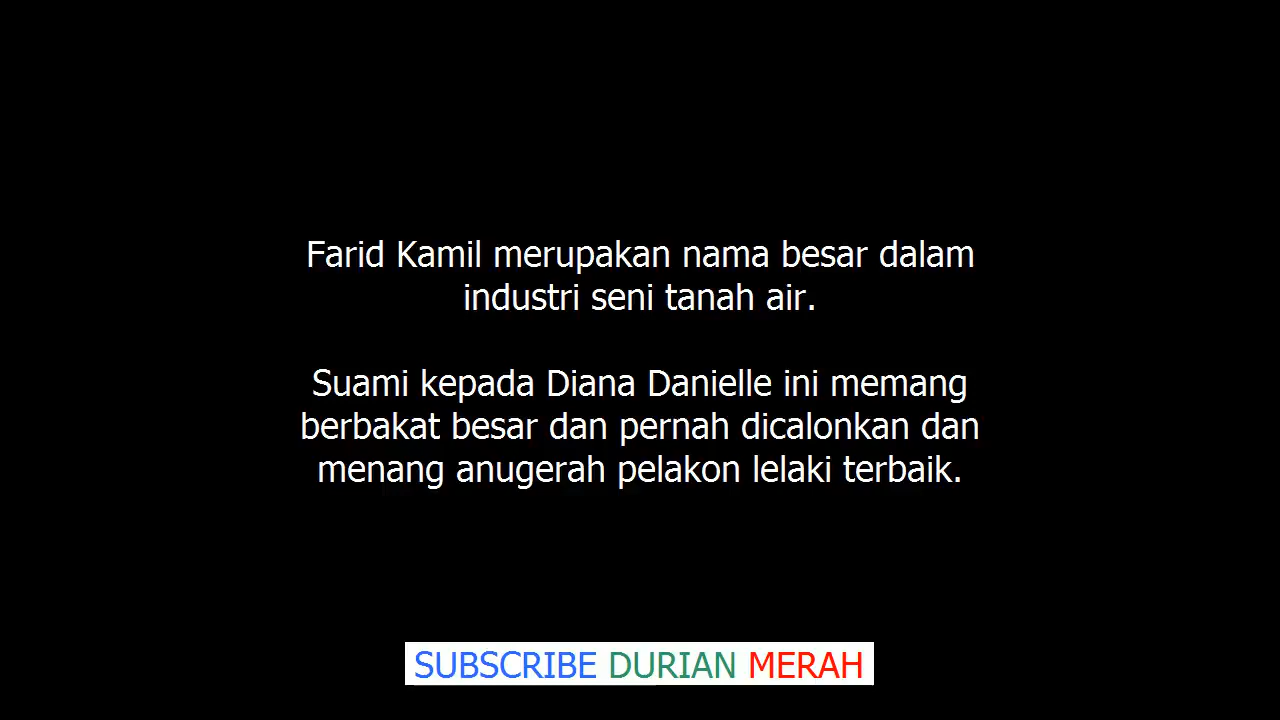 Farid Kamil merupakan nama besar dalam
industri seni tanah air.
Suami kepada Diana Danielle ini memang
berbakat besar dan pernah dicalonkan dan
menang anugerah pelakon lelaki terbaik.
SUBSCRIBE DURIAN MERAH